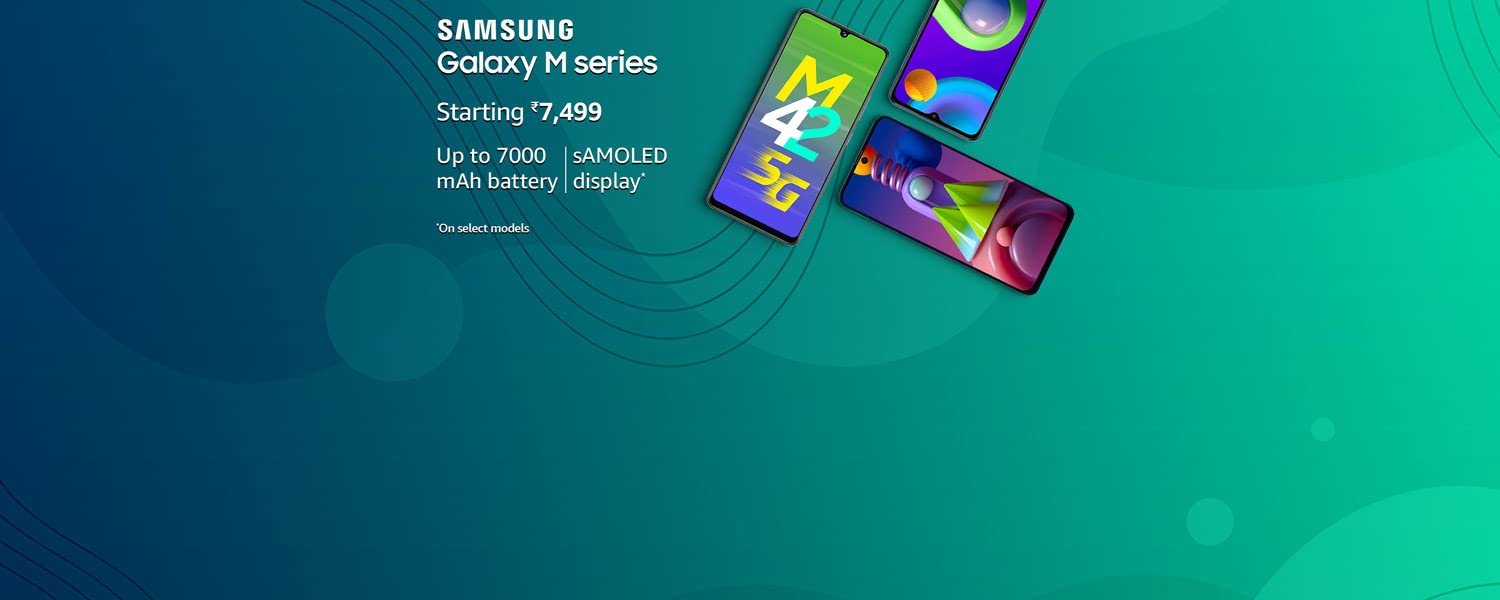 SAMSUNG
Galaxy M series
Starting ₹7,499
Up to 7000
mAh battery
sAMOLED
display*
*On select models
M
42
5G